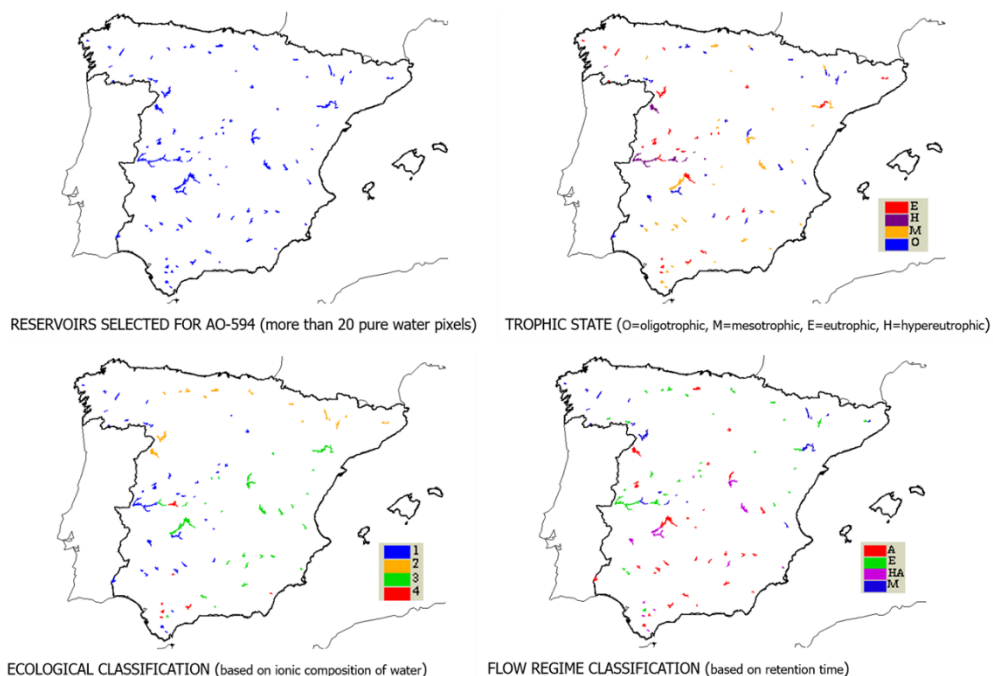 RESERVOIRS SELECTED FOR AO-594 (more than 20 pure water pixels)
E
H
M
O
TROPHIC STATE (O=oligotrophic, M=mesotrophic, E=eutrophic, H=hypereutrophic)
1
2
3
4
ECOLOGICAL CLASSIFICATION (based on ionic composition of water)
A
E
HA
M
FLOW REGIME CLASSIFICATION (based on retention time)